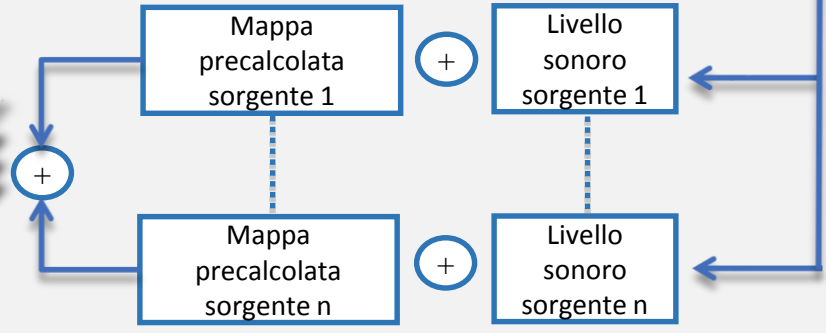 Mappa
precalcolata
sorgente 1
+
Livello
sonoro
sorgente 1
+
Mappa
precalcolata
sorgente n
+
Livello
sonoro
sorgente n